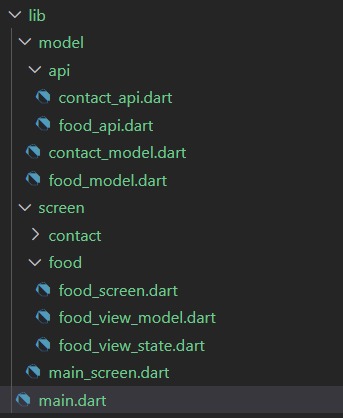 lib
model
api
contact_api.dart
food_api.dart
contact_model.dart
food_model.dart
screen
contact
food
food_screen.dart
food_view_model.dart
food_view_state.dart
main_screen.dart
main.dart